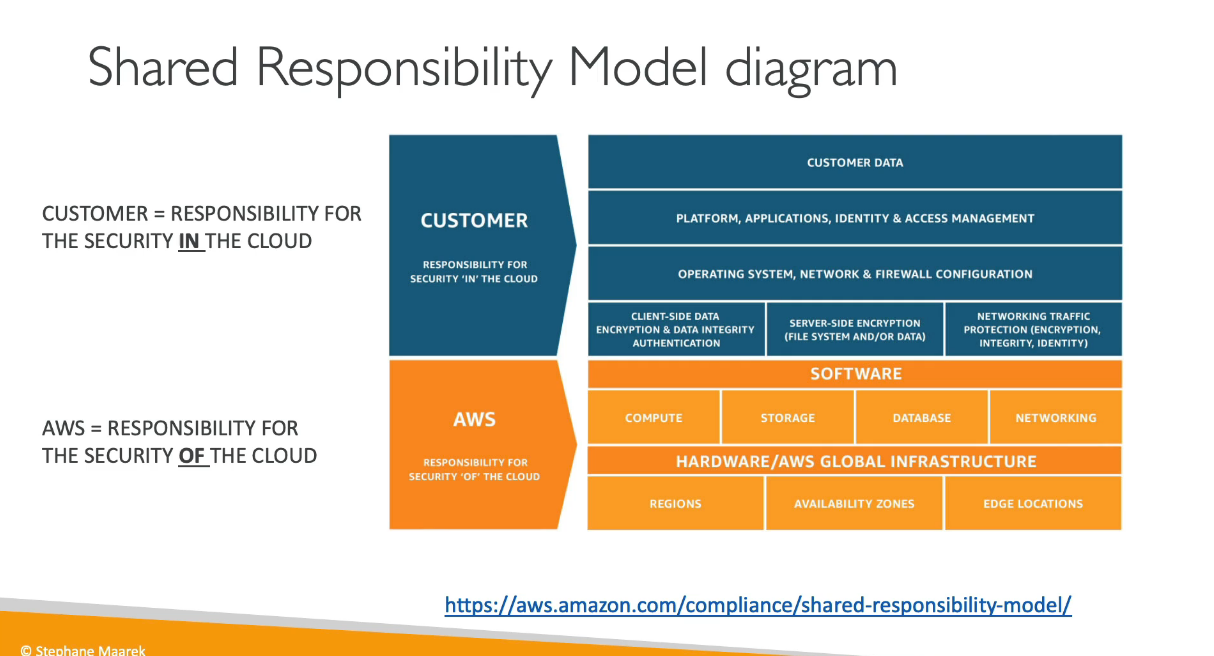 Shared Responsibility Model diagram
CUSTOMER = RESPONSIBILITY FOR
THE SECURITY IN THE CLOUD
CUSTOMER
RESPONSIBILITY FOR
SECURITY ‘IN’ THE CLOUD
CUSTOMER DATA
PLATFORM, APPLICATIONS, IDENTITY & ACCESS MANAGEMENT
OPERATING SYSTEM, NETWORK & FIREWALL CONFIGURATION
CLIENT-SIDE DATA
ENCRYPTION & DATA INTEGRITY
AUTHENTICATION
SERVER-SIDE ENCRYPTION
(FILE SYSTEM AND/OR DATA)
NETWORKING TRAFFIC
PROTECTION (ENCRYPTION,
INTEGRITY, IDENTITY)
AWS = RESPONSIBILITY FOR
THE SECURITY OF THE CLOUD
AWS
RESPONSIBILITY FOR
SECURITY ‘OF’ THE CLOUD
SOFTWARE
COMPUTE
STORAGE
DATABASE
NETWORKING
HARDWARE/AWS GLOBAL INFRASTRUCTURE
REGIONS
AVAILABILITY ZONES
EDGE LOCATIONS
https://aws.amazon.com/compliance/shared-responsibility-model/
© Stephane Maarek